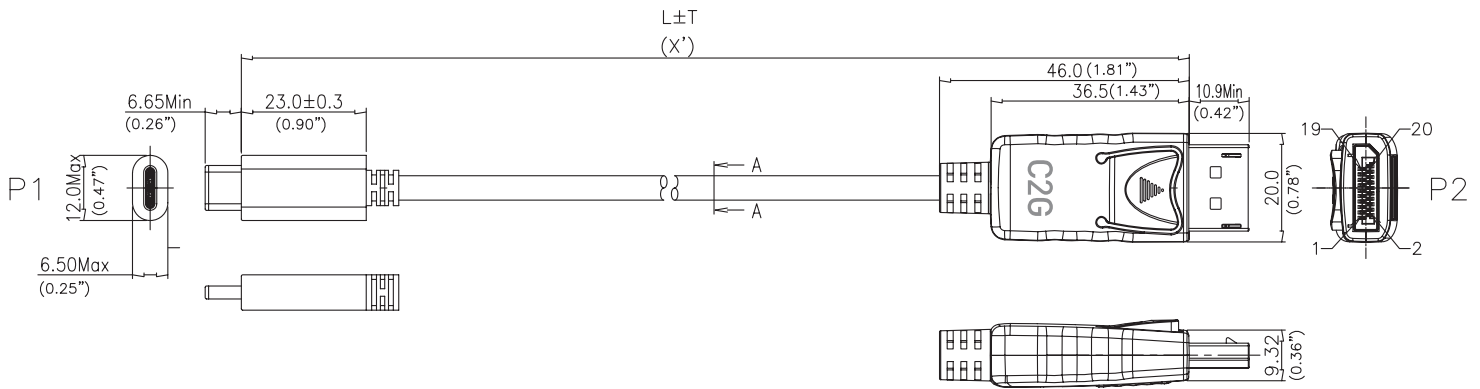 L±T
(X')
46.0 (1.81")
6.65Min
(0.26")
23.0±0.3
(0.90")
36.5(1.43")
10.9Min
(0.42")
19
20
P1
12.0Max
(0.47")
A
A
C2G
20.0
(0.78")
P2
1
2
6.50Max
(0.25")
9.32
(0.36")